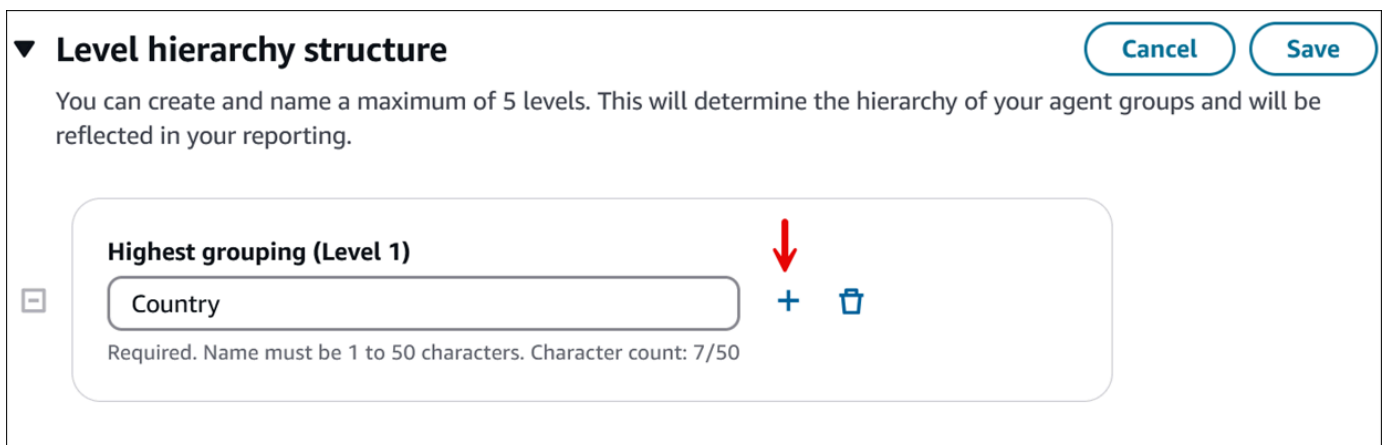 Level hierarchy structure
Cancel
Save
You can create and name a maximum of 5 levels. This will determine the hierarchy of your agent groups and will be
reflected in your reporting.
Highest grouping (Level 1)
Country
Required. Name must be 1 to 50 characters. Character count: 7/50